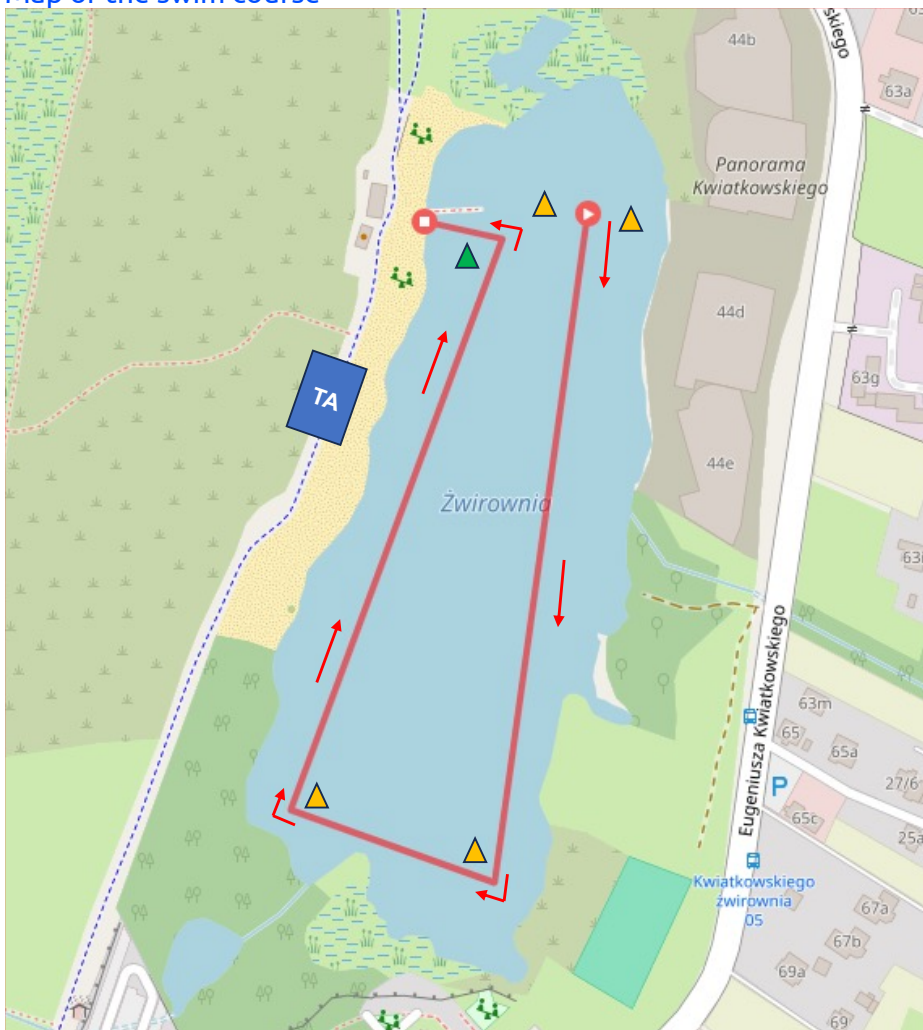 Map of the swim course
skiego
44b
63a
Panorama
Kwiatkowskiego
44d
63g
TA
44e
Żwirownia
Eugeniusza Kwiatkowskiego
63m
65
65a
P
27/6
65c
25a
Kwiatkowskiego
żwirownia
05
67a
67b
69a
69